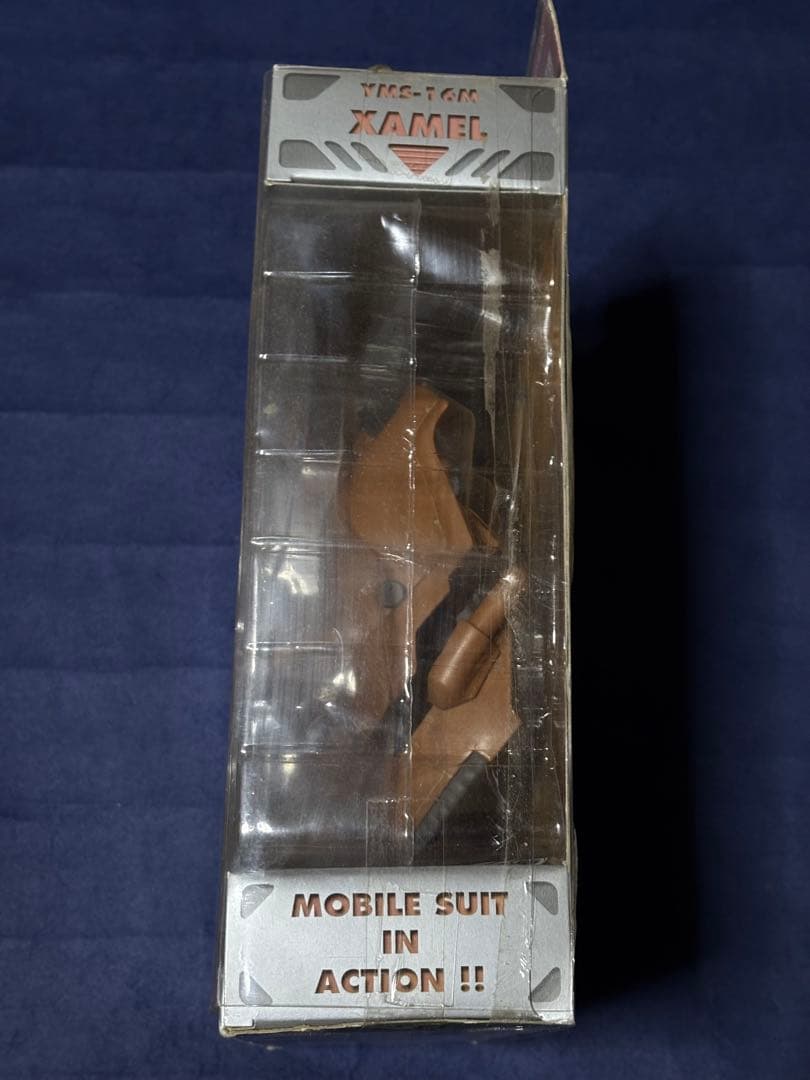 YMS-16M
XAMEL
MOBILE SUIT
IN
ACTION !!